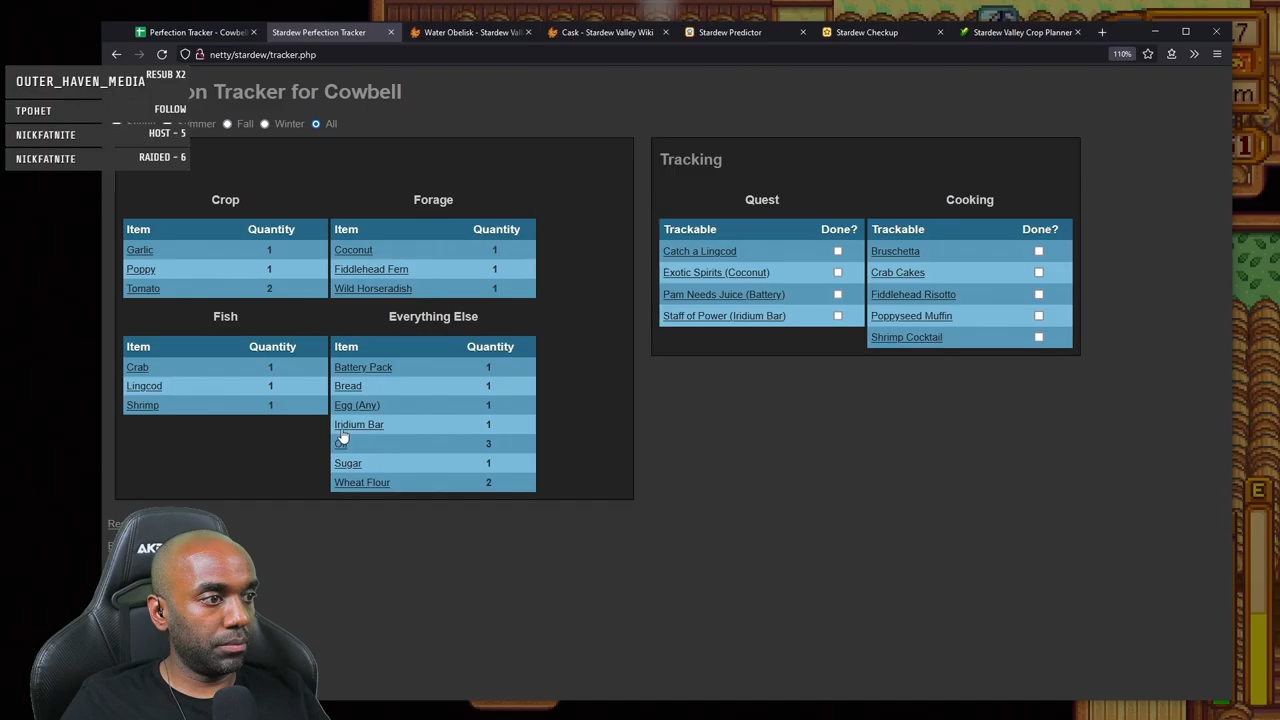 Perfection Tracker - Cowbell
Stardew Perfection Tracker
Water Obelisk - Stardew Val
Cask - Stardew Valley Wiki
Stardew Predictor
Stardew Checkup
Stardew Valley Crop Planner
netty/stardew/tracker.php
110%
OUTER_HAVEN_MEDIA RESUB X2
TPOHET FOLLOW
NICKFATNITE HOST - 5
NICKFATNITE RAIDED - 6
on Tracker for Cowbell
Fall Winter All
Tracking
Crop
Item Quantity
Garlic 1
Poppy 1
Tomato 2
Forage
Item Quantity
Coconut 1
Fiddlehead Fern 1
Wild Horseradish 1
Fish
Item Quantity
Crab 1
Lingcod 1
Shrimp 1
Everything Else
Item Quantity
Battery Pack 1
Bread 1
Egg (Any) 1
Iridium Bar 1
Oil 3
Sugar 1
Wheat Flour 2
Quest
Trackable Done?
Catch a Lingcod
Exotic Spirits (Coconut)
Pam Needs Juice (Battery)
Staff of Power (Iridium Bar)
Cooking
Trackable Done?
Bruschetta
Crab Cakes
Fiddlehead Risotto
Poppyseed Muffin
Shrimp Cocktail
E